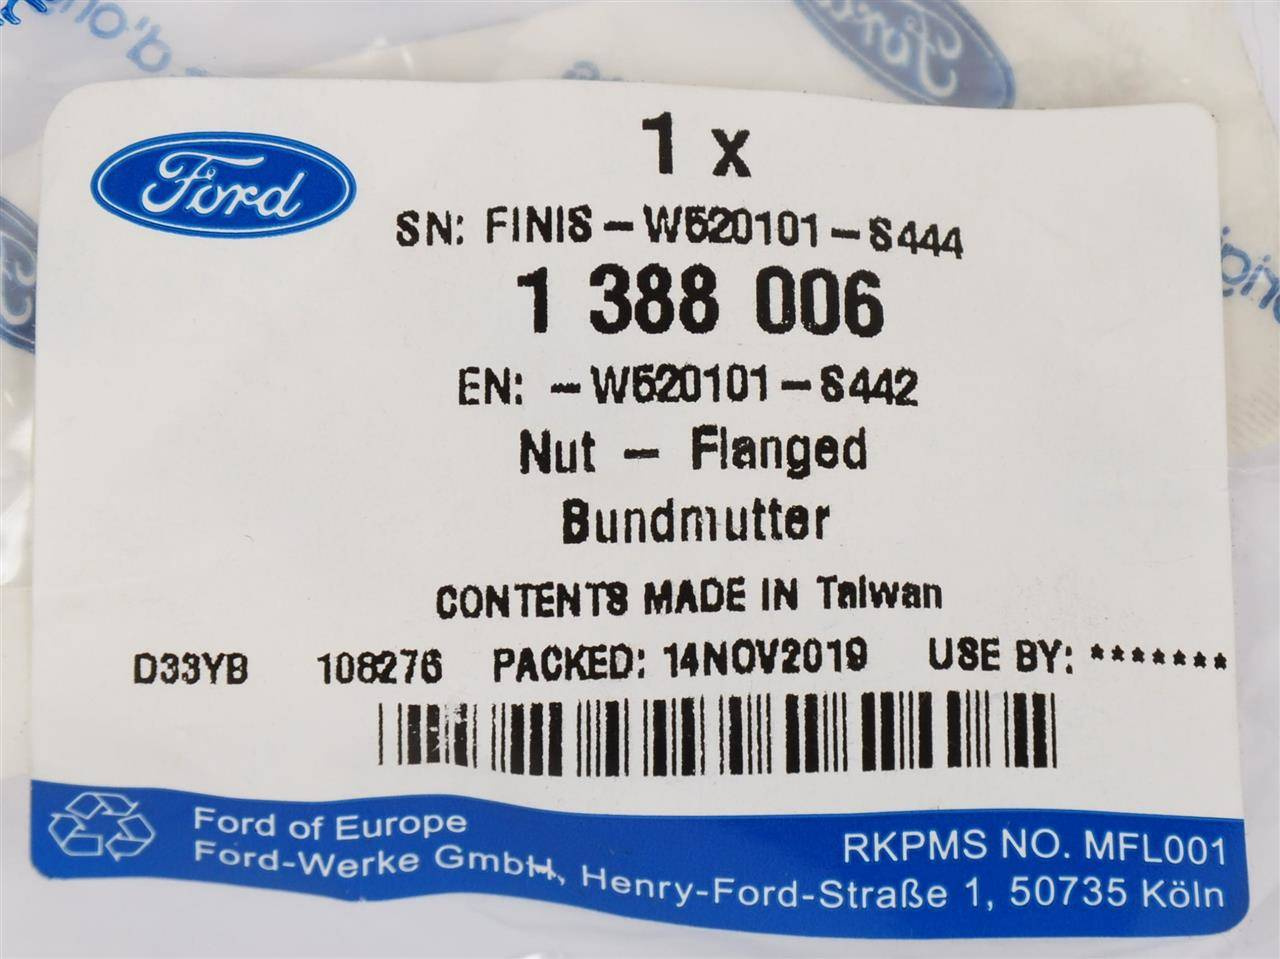 Ford
1 x
SN: FINIS-W520101-S444
1 388 006
EN: -W520101-S442
Nut - Flanged
Bundmutter
CONTENTS MADE IN Taiwan
D33YB 108276 PACKED: 14NOV2019 USE BY: *******
Ford of Europe
Ford-Werke GmbH, Henry-Ford-Straße 1, 50735 Köln
RKPMS NO. MFL001
Ford